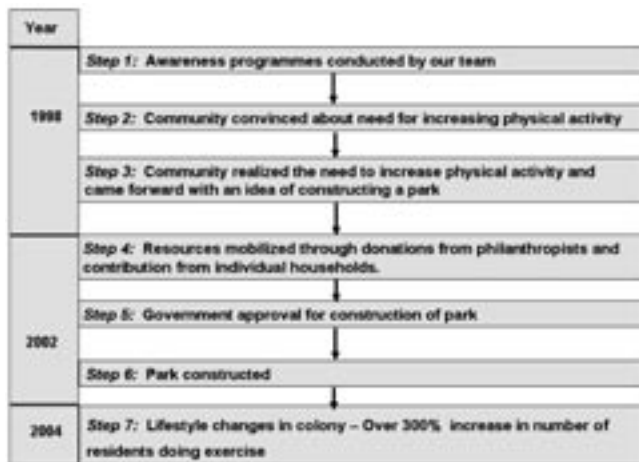 Year
1998
Step 1: Awareness programmes conducted by our team
Step 2: Community convinced about need for increasing physical activity
Step 3: Community realized the need to increase physical activity and
came forward with an idea of constructing a park
2002
Step 4: Resources mobilized through donations from philanthropists and
contribution from individual households.
Step 5: Government approval for construction of park
Step 6: Park constructed
2004
Step 7: Lifestyle changes in colony – Over 300% increase in number of
residents doing exercise